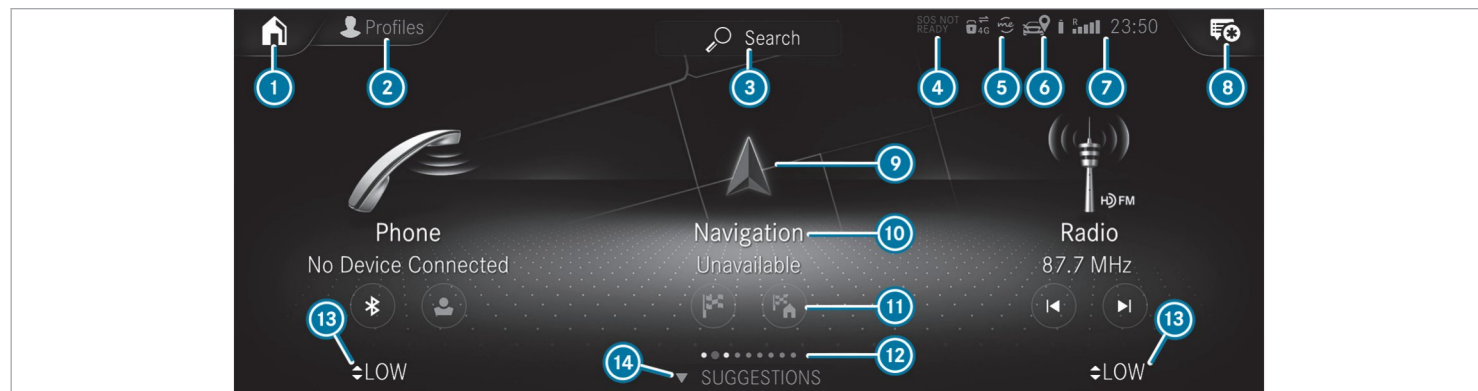 Profiles
Search
SOS NOT
READY
4G
me
R
23:50
1
2
3
4
5
6
7
8
9
HD FM
Phone
Navigation
10
Radio
No Device Connected
Unavailable
87.7 MHz
11
13
13
12
14
LOW
SUGGESTIONS
LOW